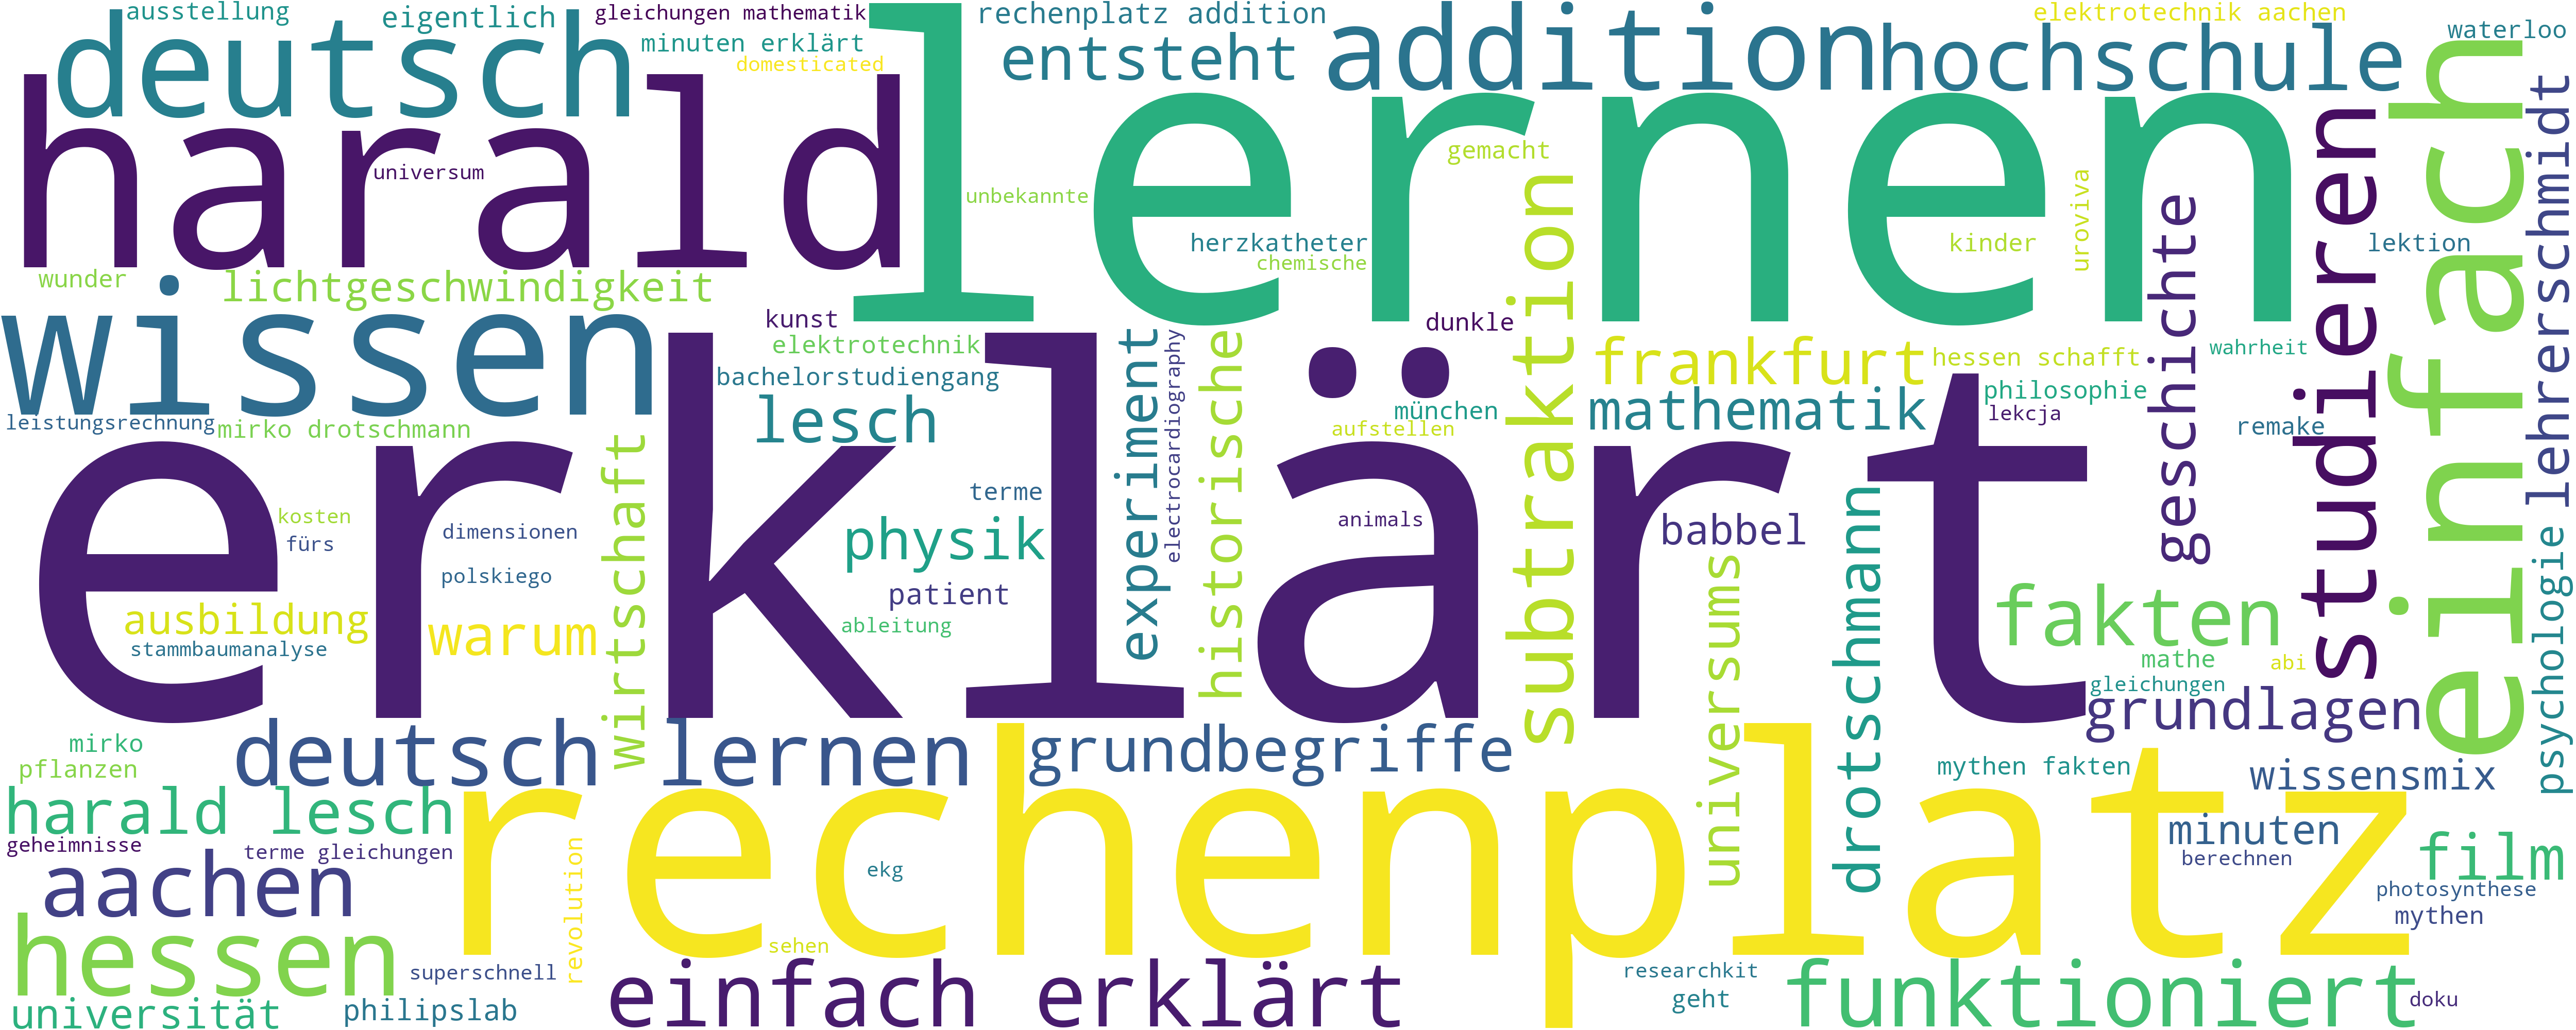 ausstellung
eigentlich
gleichungen mathematik
rechenplatz addition
elektrotechnik aachen
deutsch
minuten erklärt
domesticated
entsteht
addition
hochschule
waterloo
harald
lernen
einfach
lehrerschmidt
studieren
universum
unbekannte
gemacht
herzkatheter
chemische
kinder
uroviva
lektion
geschichte
wunder
lichtgeschwindigkeit
wissen
kunst
elektrotechnik
bachelorstudiengang
lesch
experiment
electrocardiography
historische
dunkle
subtraktion
frankfurt
hessen schafft
wahrheit
philosophie
münchen
mathematik
lekcja
aufstellen
remake
leistungsrechnung
mirko drotschmann
erklärt
wirtschaft
terme
physik
patient
ableitung
animals
babbel
universums
drotschmann
kosten
fürs
dimensionen
polskiego
ausbildung
warum
stammbaumanalyse
fakten
mathe
abi
gleichungen
grundlagen
psychologie
mirko
pflanzen
deutsch lernen
grundbegriffe
mythen fakten
wissensmix
harald lesch
rechenplatz
minuten
berechnen
film
geheimnisse
terme gleichungen
aachen
revolution
ekg
photosynthese
mythen
hessen
sehen
superschnell
universität
philipslab
einfach erklärt
researchkit
geht
funktioniert
doku